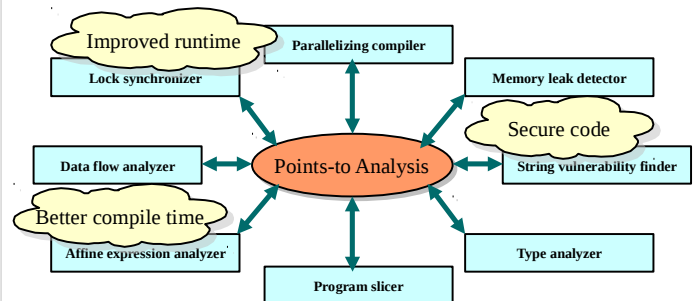 Improved runtime
Parallelizing compiler
Lock synchronizer
Memory leak detector
Secure code
Data flow analyzer
Points-to Analysis
String vulnerability finder
Better compile time
Affine expression analyzer
Type analyzer
Program slicer